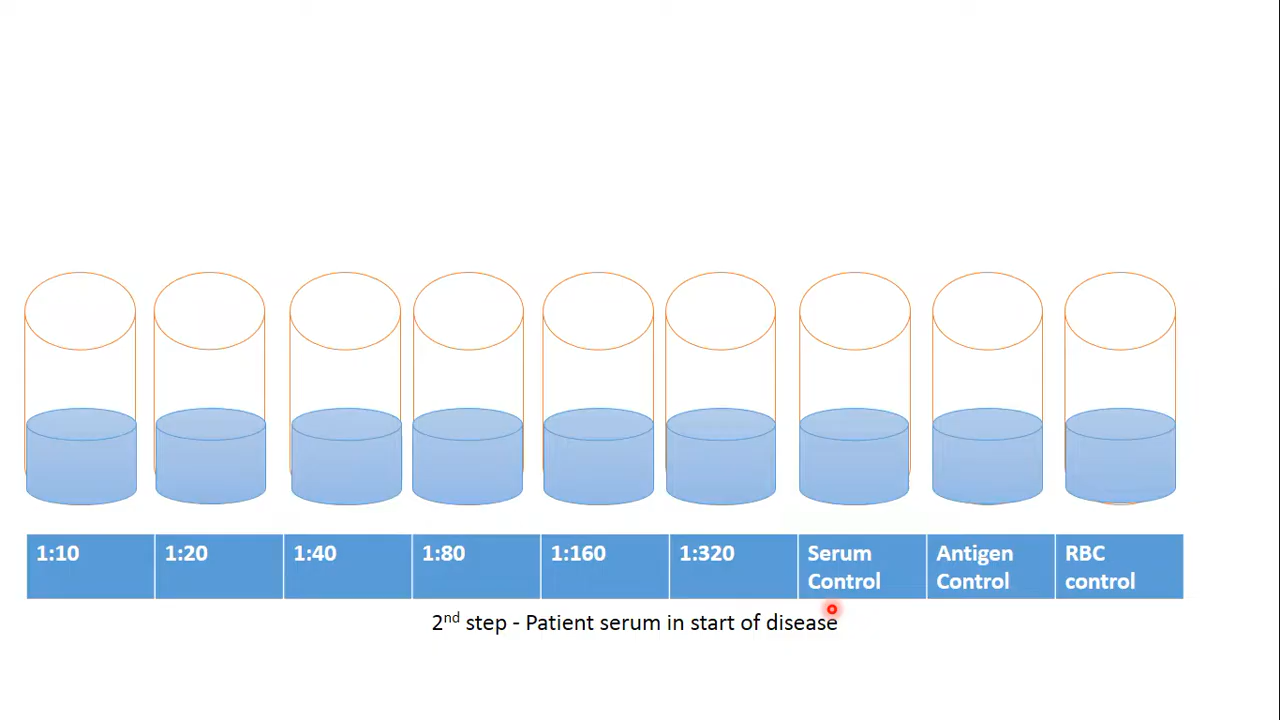 1:10 1:20 1:40 1:80 1:160 1:320 Serum Control Antigen Control RBC control
2nd step - Patient serum in start of disease